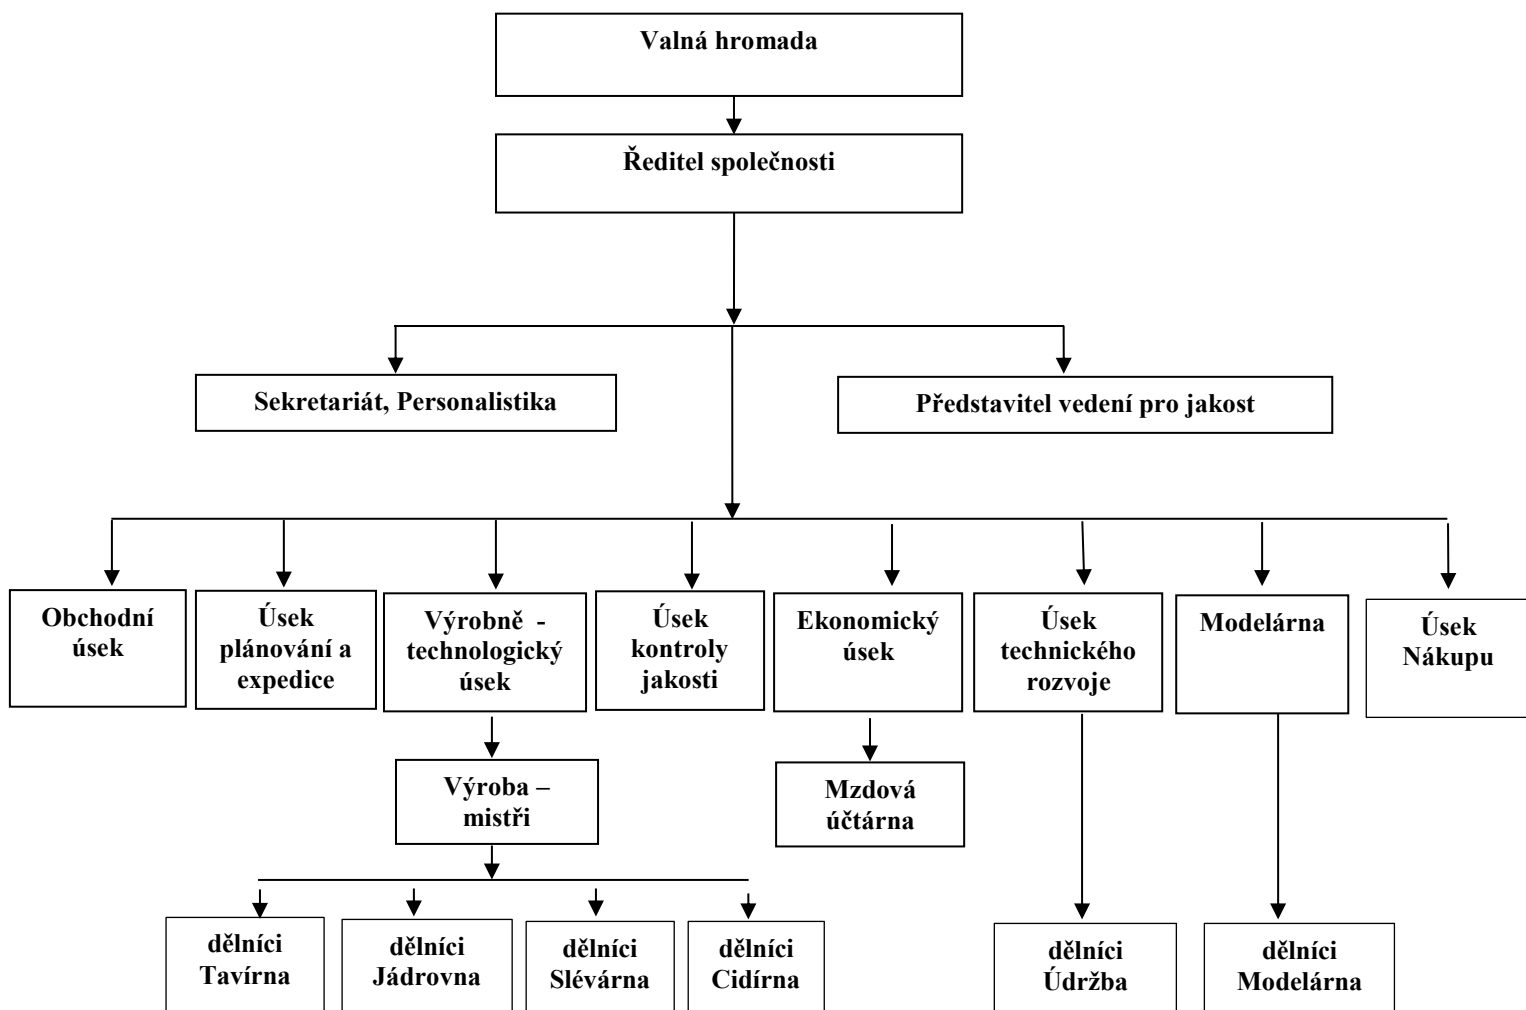 Valná hromada
Ředitel společnosti
Sekretariát, Personalistika
Představitel vedení pro jakost
Obchodní
úsek
Úsek
plánování a
expedice
Výrobně -
technologický
úsek
Úsek
kontroly
jakosti
Ekonomický
úsek
Úsek
technického
rozvoje
Modelárna
Úsek
Nákupu
Výroba –
mistři
Mzdová
účtárna
dělníci
Tavírna
dělníci
Jádrovna
dělníci
Slévárna
dělníci
Cidírna
dělníci
Údržba
dělníci
Modelárna